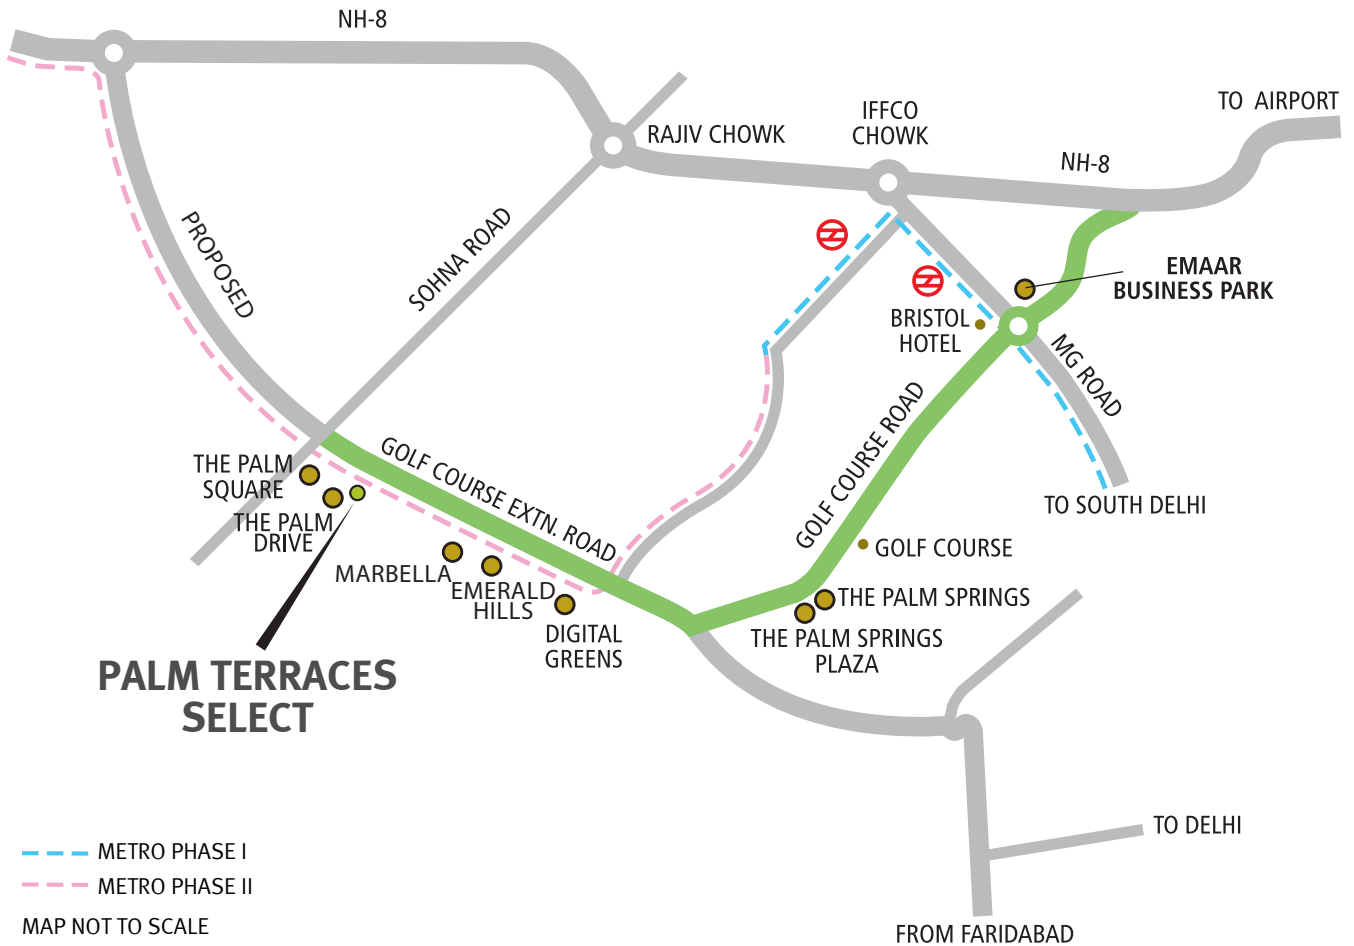 NH-8
TO AIRPORT
IFFCO
CHOWK
RAJIV CHOWK
NH-8
PROPOSED
SOHNA ROAD
EMAAR
BUSINESS PARK
BRISTOL
HOTEL
MG ROAD
GOLF COURSE ROAD
GOLF COURSE EXTN. ROAD
THE PALM
SQUARE
THE PALM
DRIVE
TO SOUTH DELHI
GOLF COURSE
MARBELLA
EMERALD
HILLS
THE PALM SPRINGS
DIGITAL
GREENS
THE PALM SPRINGS
PLAZA
PALM TERRACES
SELECT
TO DELHI
METRO PHASE I
METRO PHASE II
MAP NOT TO SCALE
FROM FARIDABAD